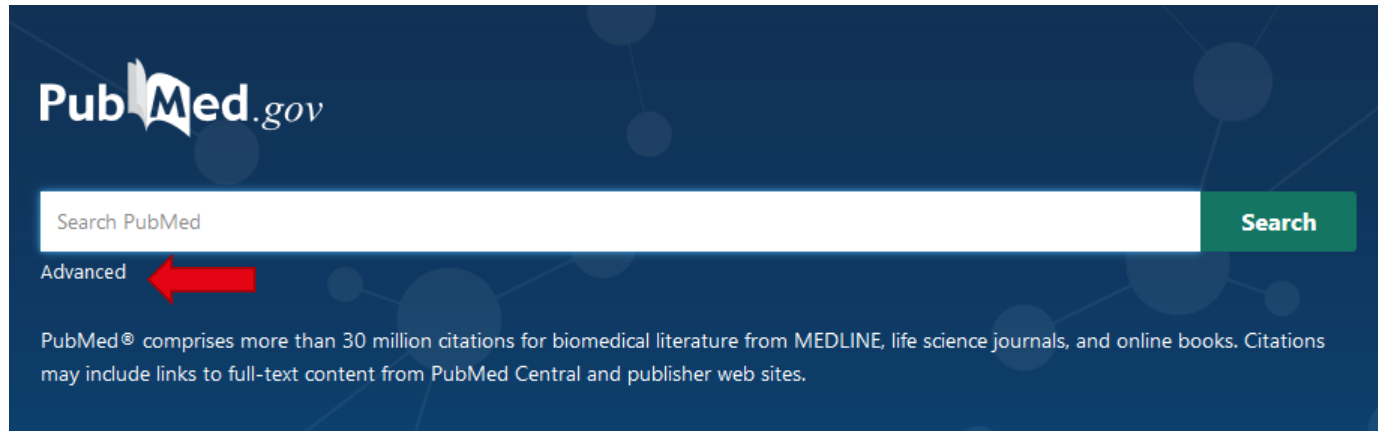 PubMed.gov
Search PubMed
Search
Advanced
PubMed® comprises more than 30 million citations for biomedical literature from MEDLINE, life science journals, and online books. Citations
may include links to full-text content from PubMed Central and publisher web sites.